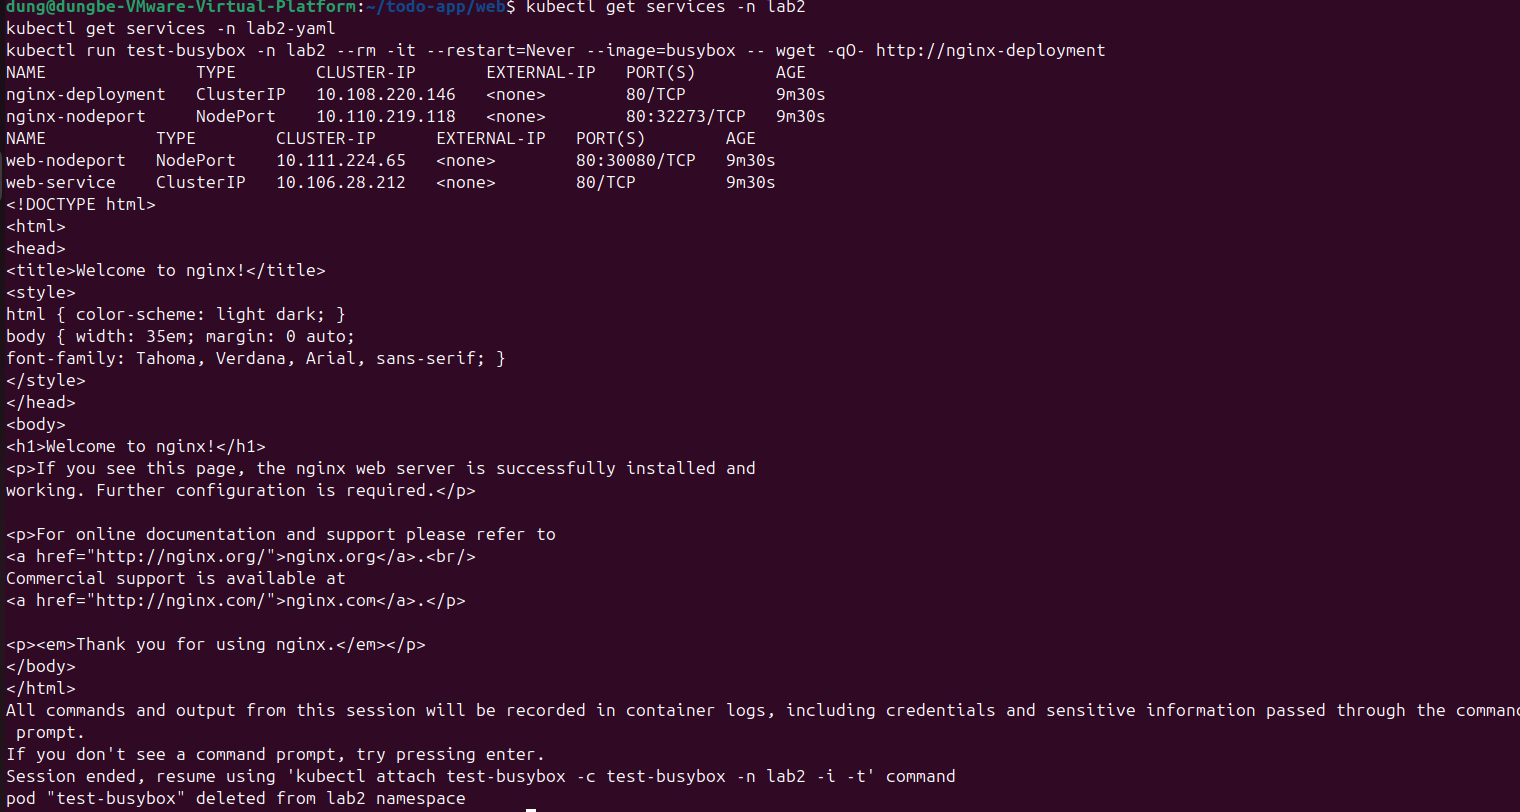 dung@dungbe-VMware-Virtual-Platform:~/todo-app/web$ kubectl get services -n lab2
kubectl get services -n lab2-yaml
kubectl run test-busybox -n lab2 --rm -it --restart=Never --image=busybox -- wget -qO- http://nginx-deployment
NAME               TYPE        CLUSTER-IP       EXTERNAL-IP   PORT(S)        AGE
nginx-deployment   ClusterIP   10.108.220.146   <none>        80/TCP         9m30s
nginx-nodeport     NodePort    10.110.219.118   <none>        80:32273/TCP   9m30s
NAME           TYPE        CLUSTER-IP      EXTERNAL-IP   PORT(S)        AGE
web-nodeport   NodePort    10.111.224.65   <none>        80:30080/TCP   9m30s
web-service    ClusterIP   10.106.28.212   <none>        80/TCP         9m30s
<!DOCTYPE html>
<html>
<head>
<title>Welcome to nginx!</title>
<style>
html { color-scheme: light dark; }
body { width: 35em; margin: 0 auto;
font-family: Tahoma, Verdana, Arial, sans-serif; }
</style>
</head>
<body>
<h1>Welcome to nginx!</h1>
<p>If you see this page, the nginx web server is successfully installed and
working. Further configuration is required.</p>

<p>For online documentation and support please refer to
<a href="http://nginx.org/">nginx.org</a>.<br/>
Commercial support is available at
<a href="http://nginx.com/">nginx.com</a>.</p>

<p><em>Thank you for using nginx.</em></p>
</body>
</html>
All commands and output from this session will be recorded in container logs, including credentials and sensitive information passed through the command
prompt.
If you don't see a command prompt, try pressing enter.
Session ended, resume using 'kubectl attach test-busybox -c test-busybox -n lab2 -i -t' command
pod "test-busybox" deleted from lab2 namespace